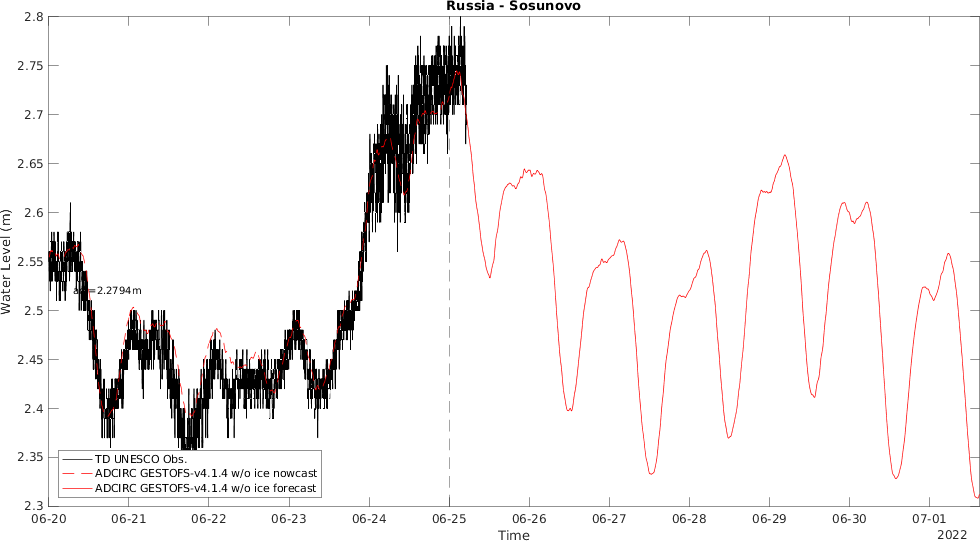 Russia - Sosunovo
2.8
2.75
2.7
2.65
2.6
2.55
2.5
2.45
2.4
2.35
2.3
Water Level (m)
=2.2794m
TD UNESCO Obs.
ADCIRC GESTOFS-v4.1.4 w/o ice nowcast
ADCIRC GESTOFS-v4.1.4 w/o ice forecast
06-20 06-21 06-22 06-23 06-24 06-25 06-26 06-27 06-28 06-29 06-30 07-01
Time
2022